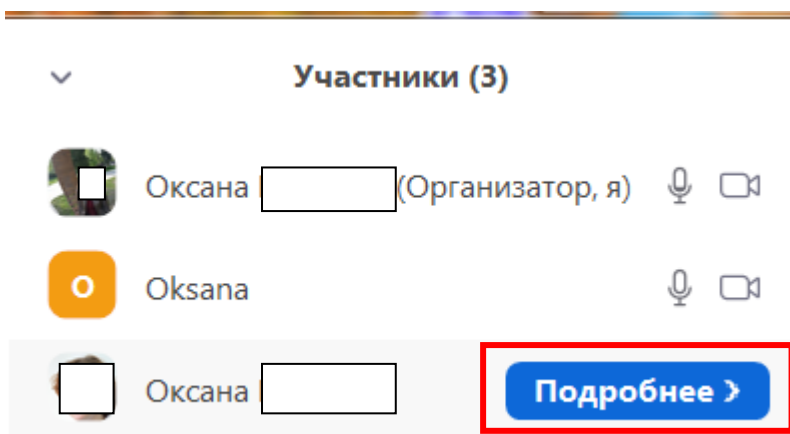 Участники (3)
Оксана (Организатор, я)
O
Oksana
Оксана
Подробнее